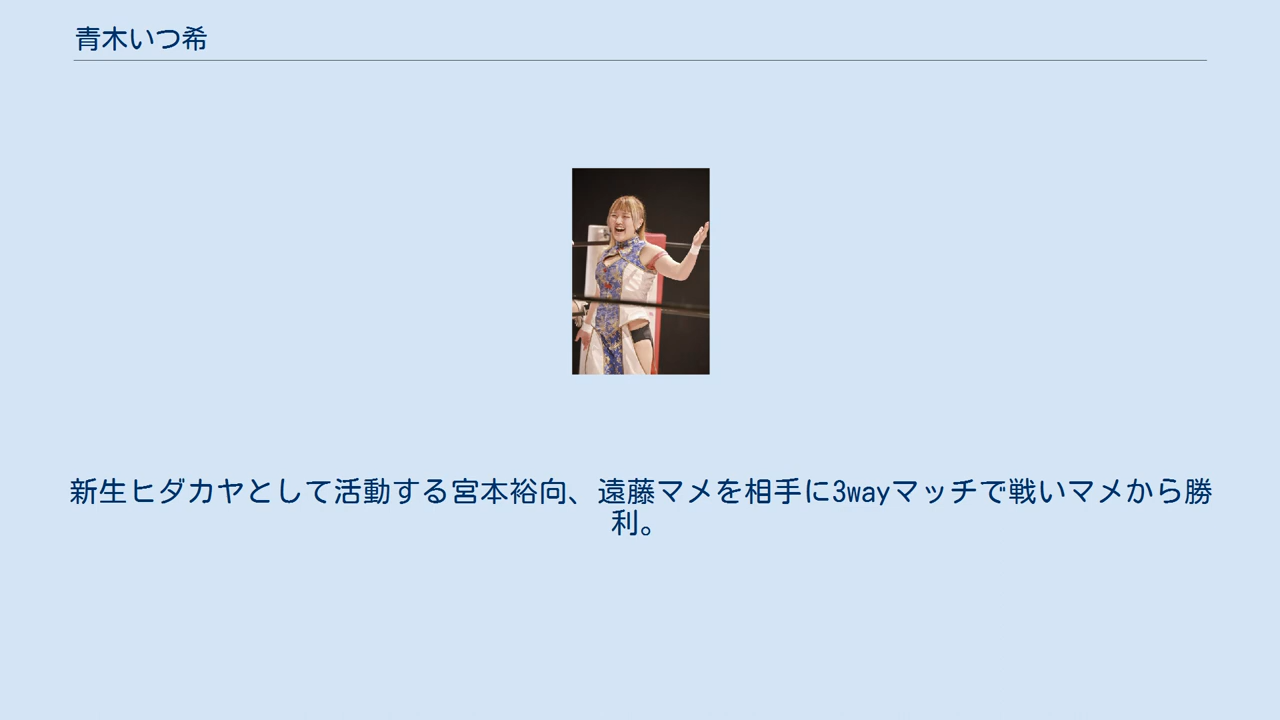 青木いつ希
新生ヒダカヤとして活動する宮本裕向、遠藤マメを相手に3wayマッチで戦いマメから勝
利。